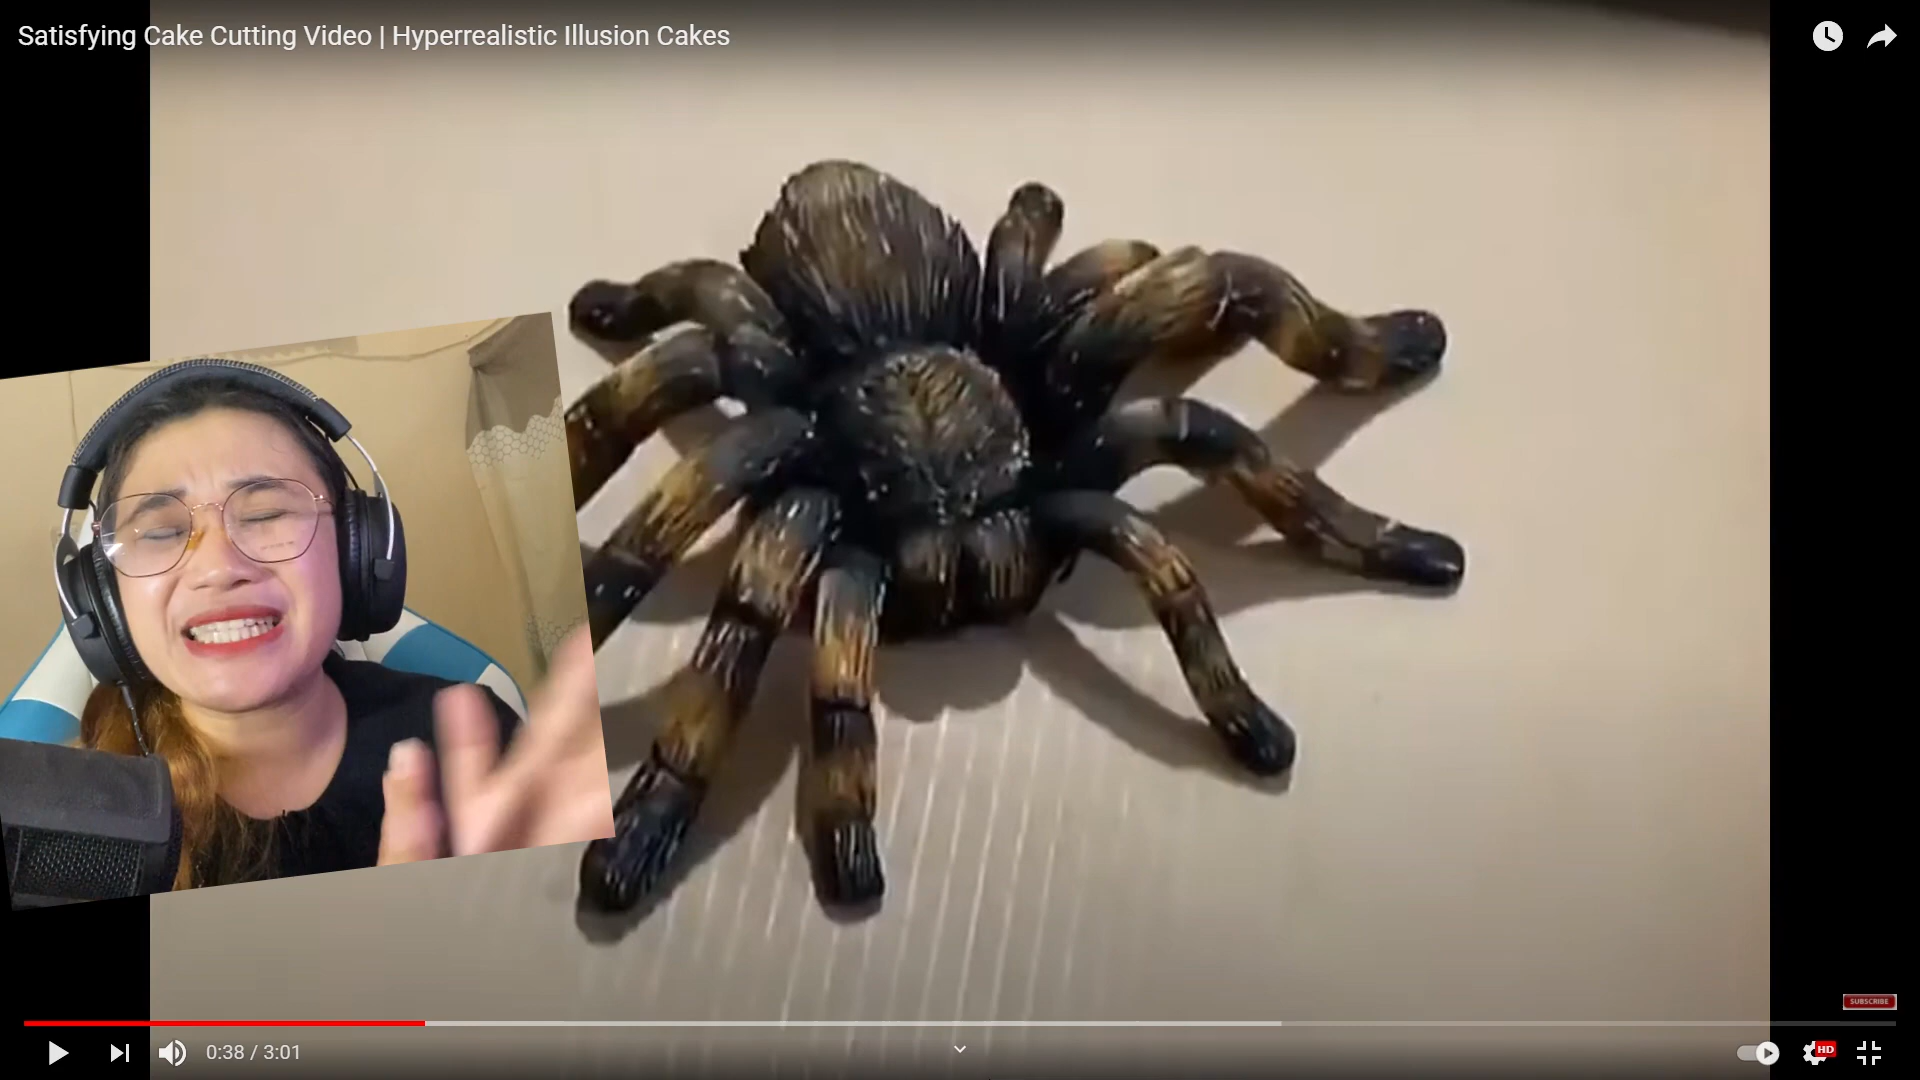 Satisfying Cake Cutting Video | Hyperrealistic Illusion Cakes
SUBSCRIBE
0:38 / 3:01
HD